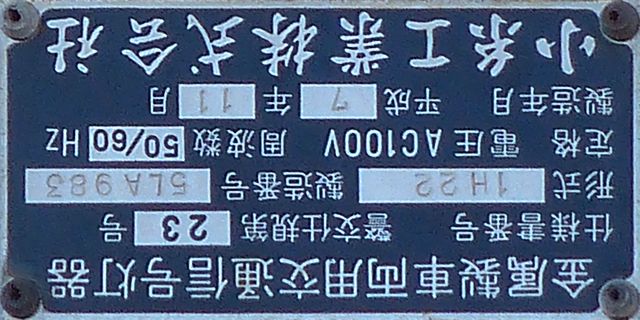 金属製車両用交通信号灯器
仕様書番号 警交仕規第 23 号
形式 1H22 製造番号 5LA983
定格 電圧 AC100V 周波数 50/60 Hz
製造年月 平成 7 年 11 月
小糸工業株式会社